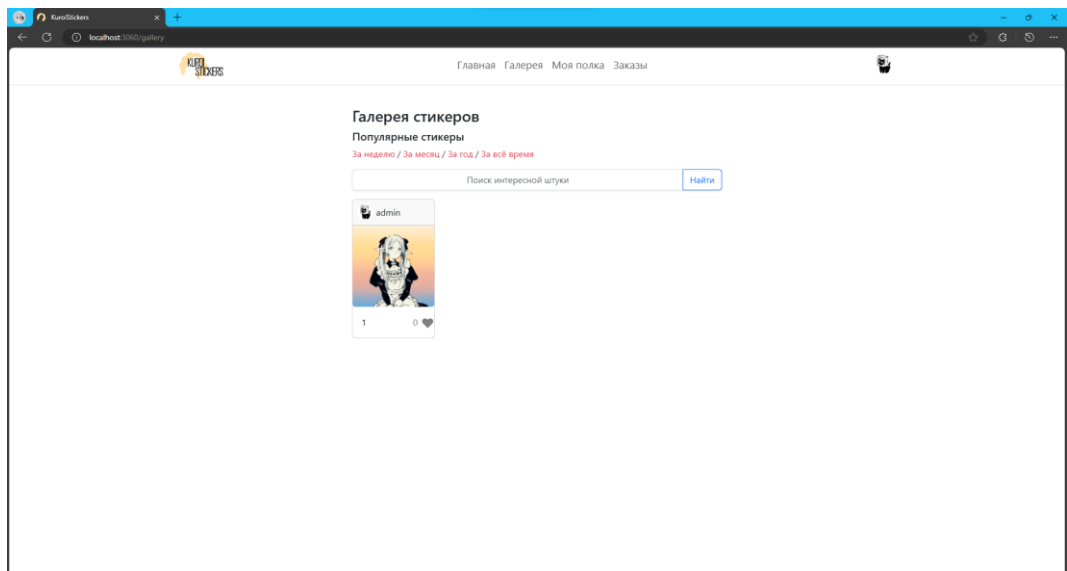 KuroStickers
localhost:3060/gallery
KUROI
STICKERS
Главная Галерея Моя полка Заказы
Галерея стикеров
Популярные стикеры
За неделю / За месяц / За год / За всё время
Поиск интересной штуки Найти
admin
1 0